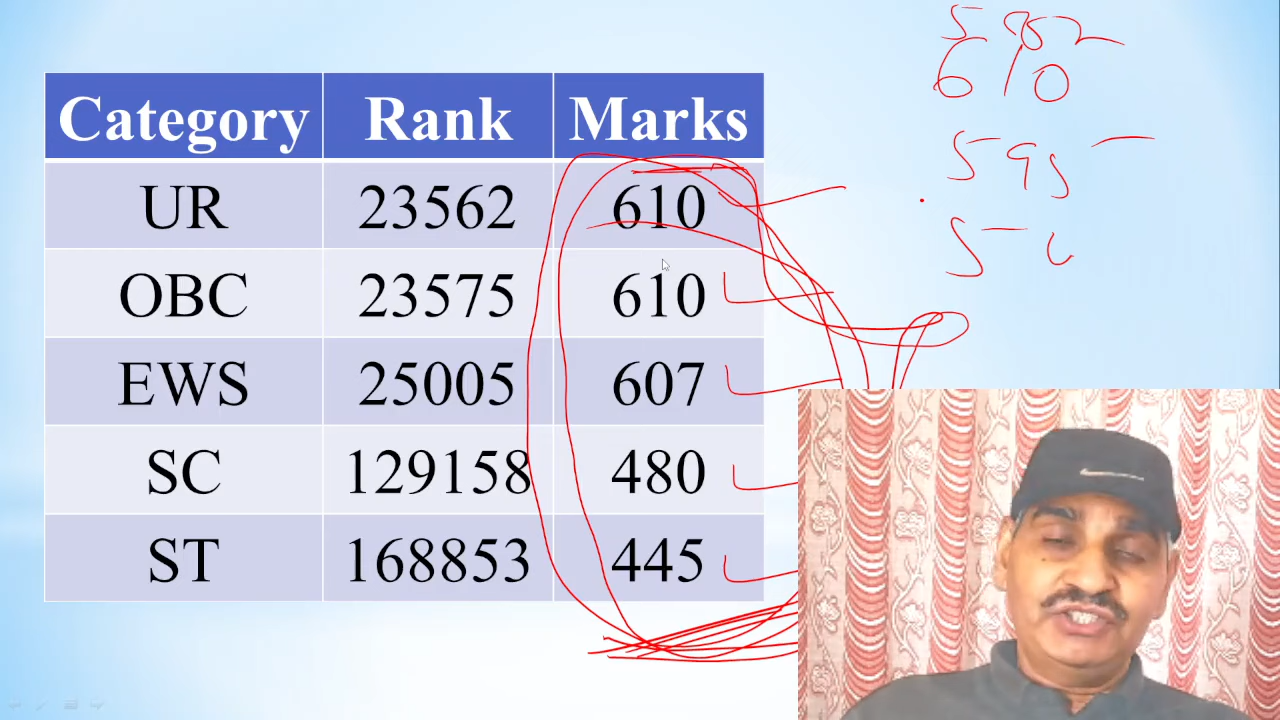 Category Rank Marks
UR 23562 610
OBC 23575 610
EWS 25005 607
SC 129158 480
ST 168853 445
610
595